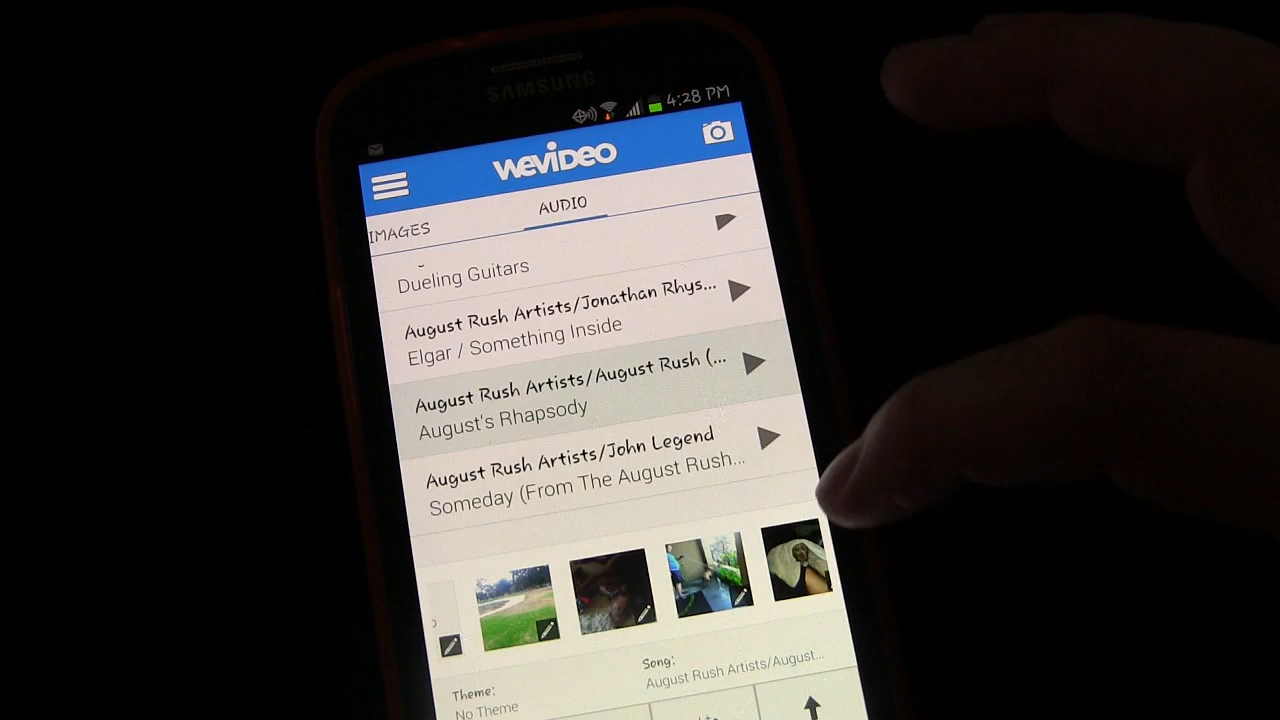 SAMSUNG
4:28 PM
WEVIDEO
IMAGES
AUDIO
Dueling Guitars
August Rush Artists/Jonathan Rhys...
Elgar / Something Inside
August Rush Artists/August Rush (...
August's Rhapsody
August Rush Artists/John Legend
Someday (From The August Rush...
Song:
August Rush Artists/August...
Theme:
No Theme